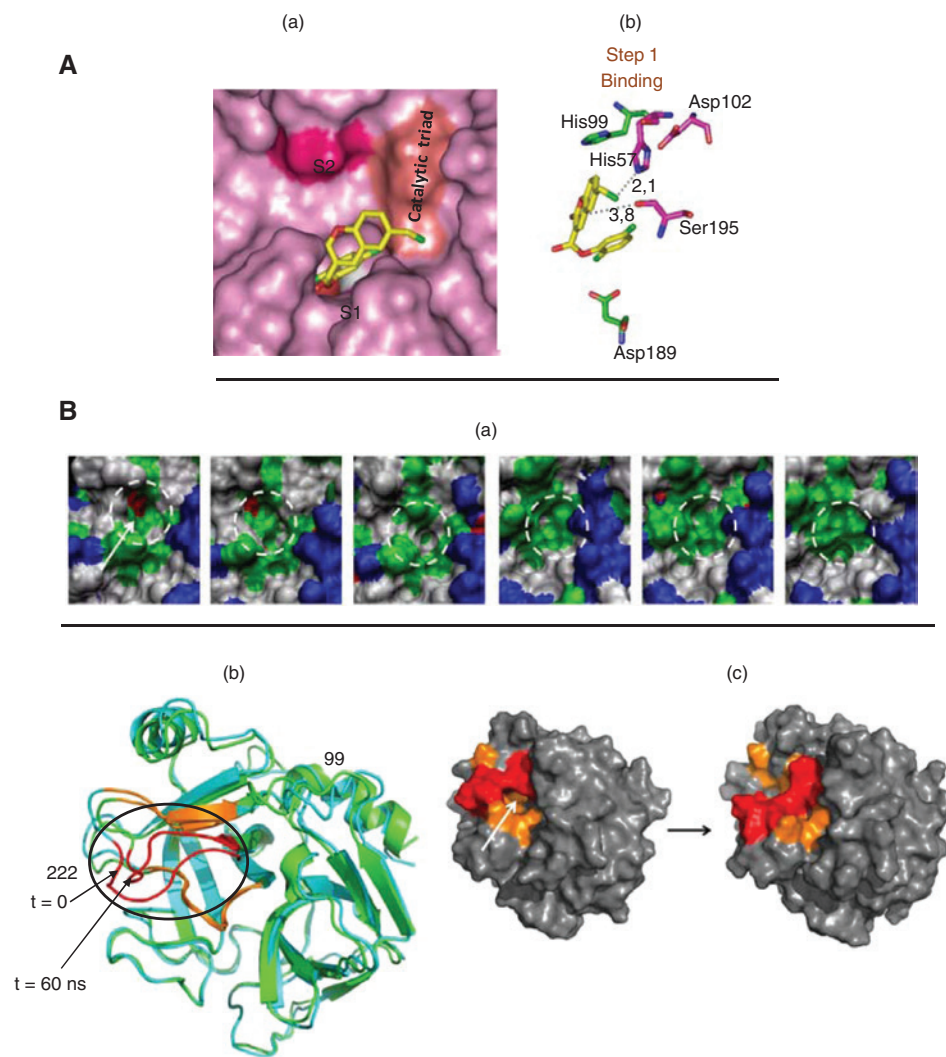 (a)
(b)
A
Step 1
Binding
Asp102
His99
S2
Catalytic triad
His57
2,1
3,8
Ser195
S1
Asp189
B
(a)
(b)
(c)
99
222
t = 0
t = 60 ns